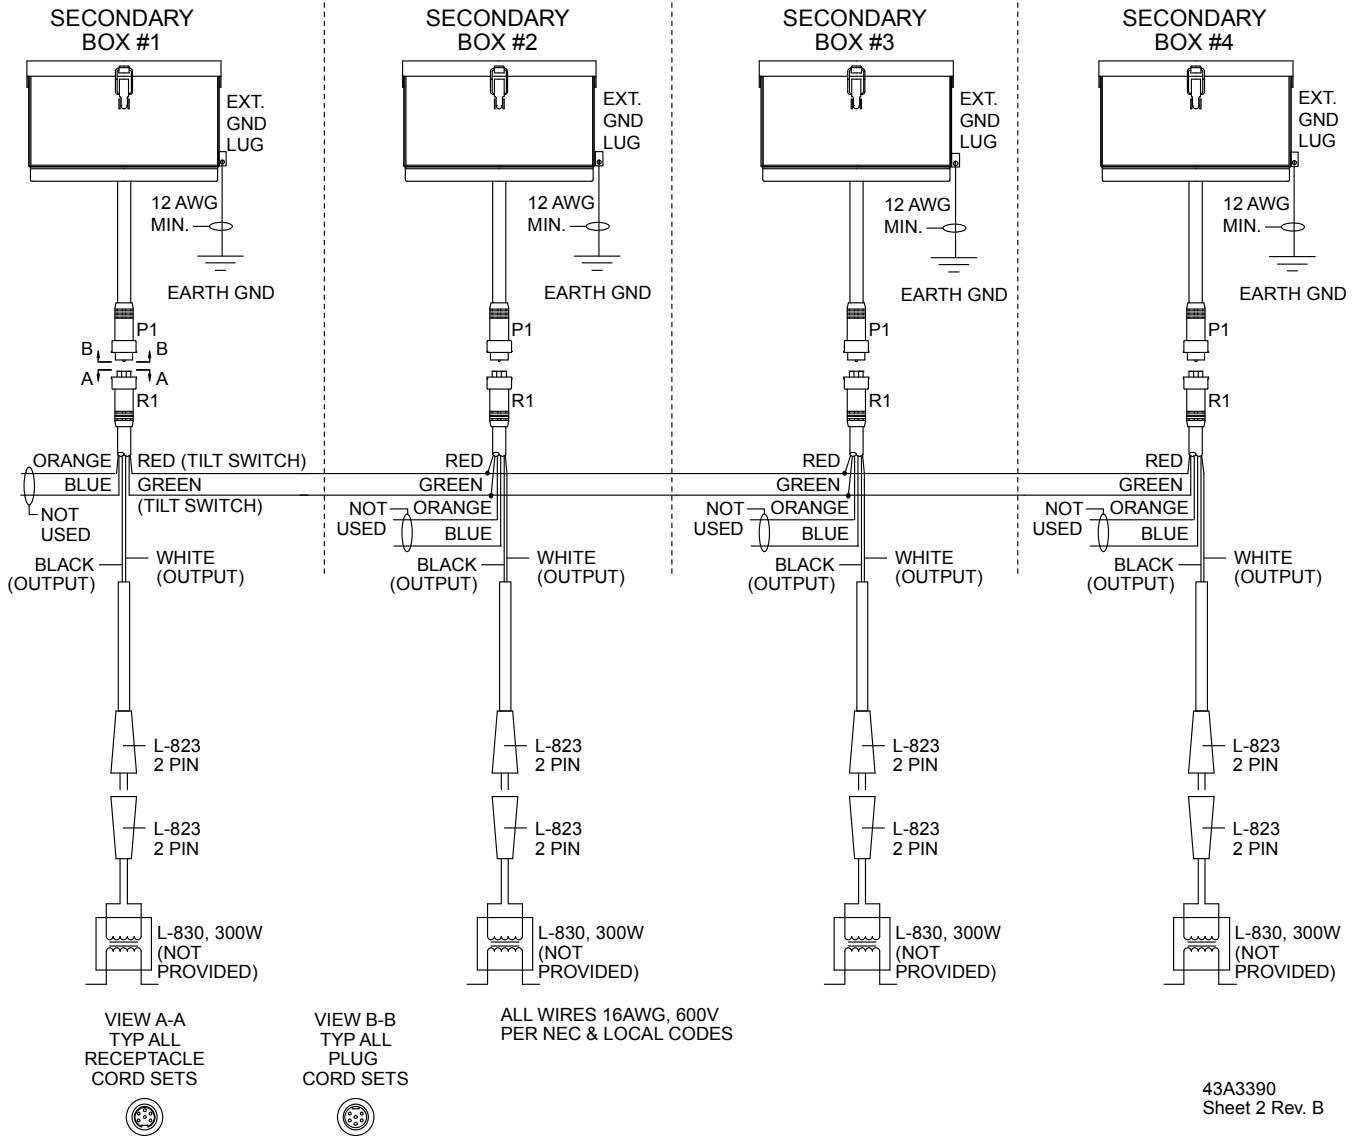 SECONDARY
BOX #1
SECONDARY
BOX #2
SECONDARY
BOX #3
SECONDARY
BOX #4
EXT.
GND
LUG
EXT.
GND
LUG
EXT.
GND
LUG
EXT.
GND
LUG
12 AWG
MIN.
12 AWG
MIN.
12 AWG
MIN.
12 AWG
MIN.
EARTH GND
EARTH GND
EARTH GND
EARTH GND
P1
P1
P1
P1
B B
A A
R1
R1
R1
R1
ORANGE
RED (TILT SWITCH)
BLUE
GREEN
(TILT SWITCH)
NOT
USED
BLACK
(OUTPUT)
WHITE
(OUTPUT)
RED
GREEN
NOT
USED
ORANGE
BLUE
BLACK
(OUTPUT)
WHITE
(OUTPUT)
RED
GREEN
NOT
USED
ORANGE
BLUE
BLACK
(OUTPUT)
WHITE
(OUTPUT)
RED
GREEN
NOT
USED
ORANGE
BLUE
BLACK
(OUTPUT)
WHITE
(OUTPUT)
L-823
2 PIN
L-823
2 PIN
L-823
2 PIN
L-823
2 PIN
L-823
2 PIN
L-823
2 PIN
L-823
2 PIN
L-823
2 PIN
L-830, 300W
(NOT
PROVIDED)
L-830, 300W
(NOT
PROVIDED)
L-830, 300W
(NOT
PROVIDED)
L-830, 300W
(NOT
PROVIDED)
VIEW A-A
TYP ALL
RECEPTACLE
CORD SETS
VIEW B-B
TYP ALL
PLUG
CORD SETS
ALL WIRES 16AWG, 600V
PER NEC & LOCAL CODES
43A3390
Sheet 2 Rev. B